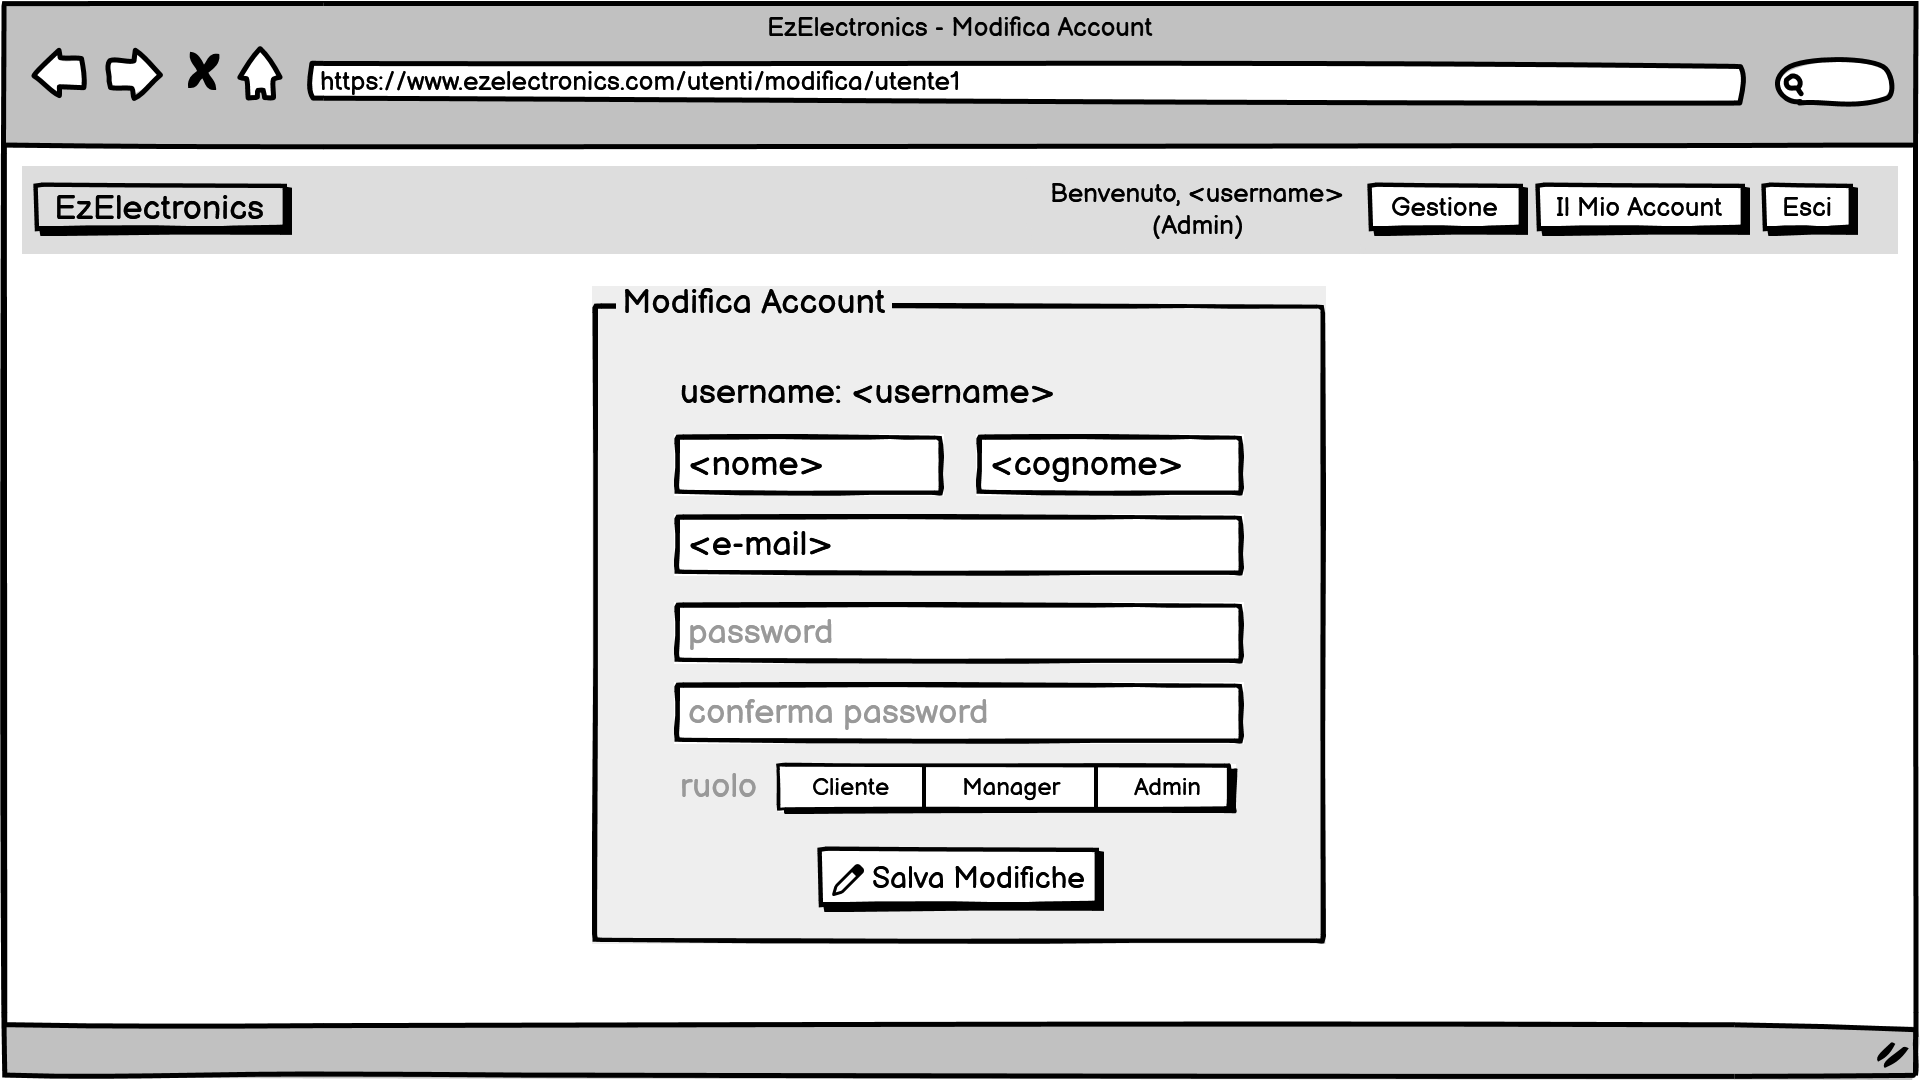 EzElectronics - Modifica Account
https://www.ezelectronics.com/utenti/modifica/utente1
EzElectronics
Benvenuto, <username>
(Admin)
Gestione
Il Mio Account
Esci
Modifica Account
username: <username>
<nome>
<cognome>
<e-mail>
password
conferma password
ruolo
Cliente
Manager
Admin
Salva Modifiche